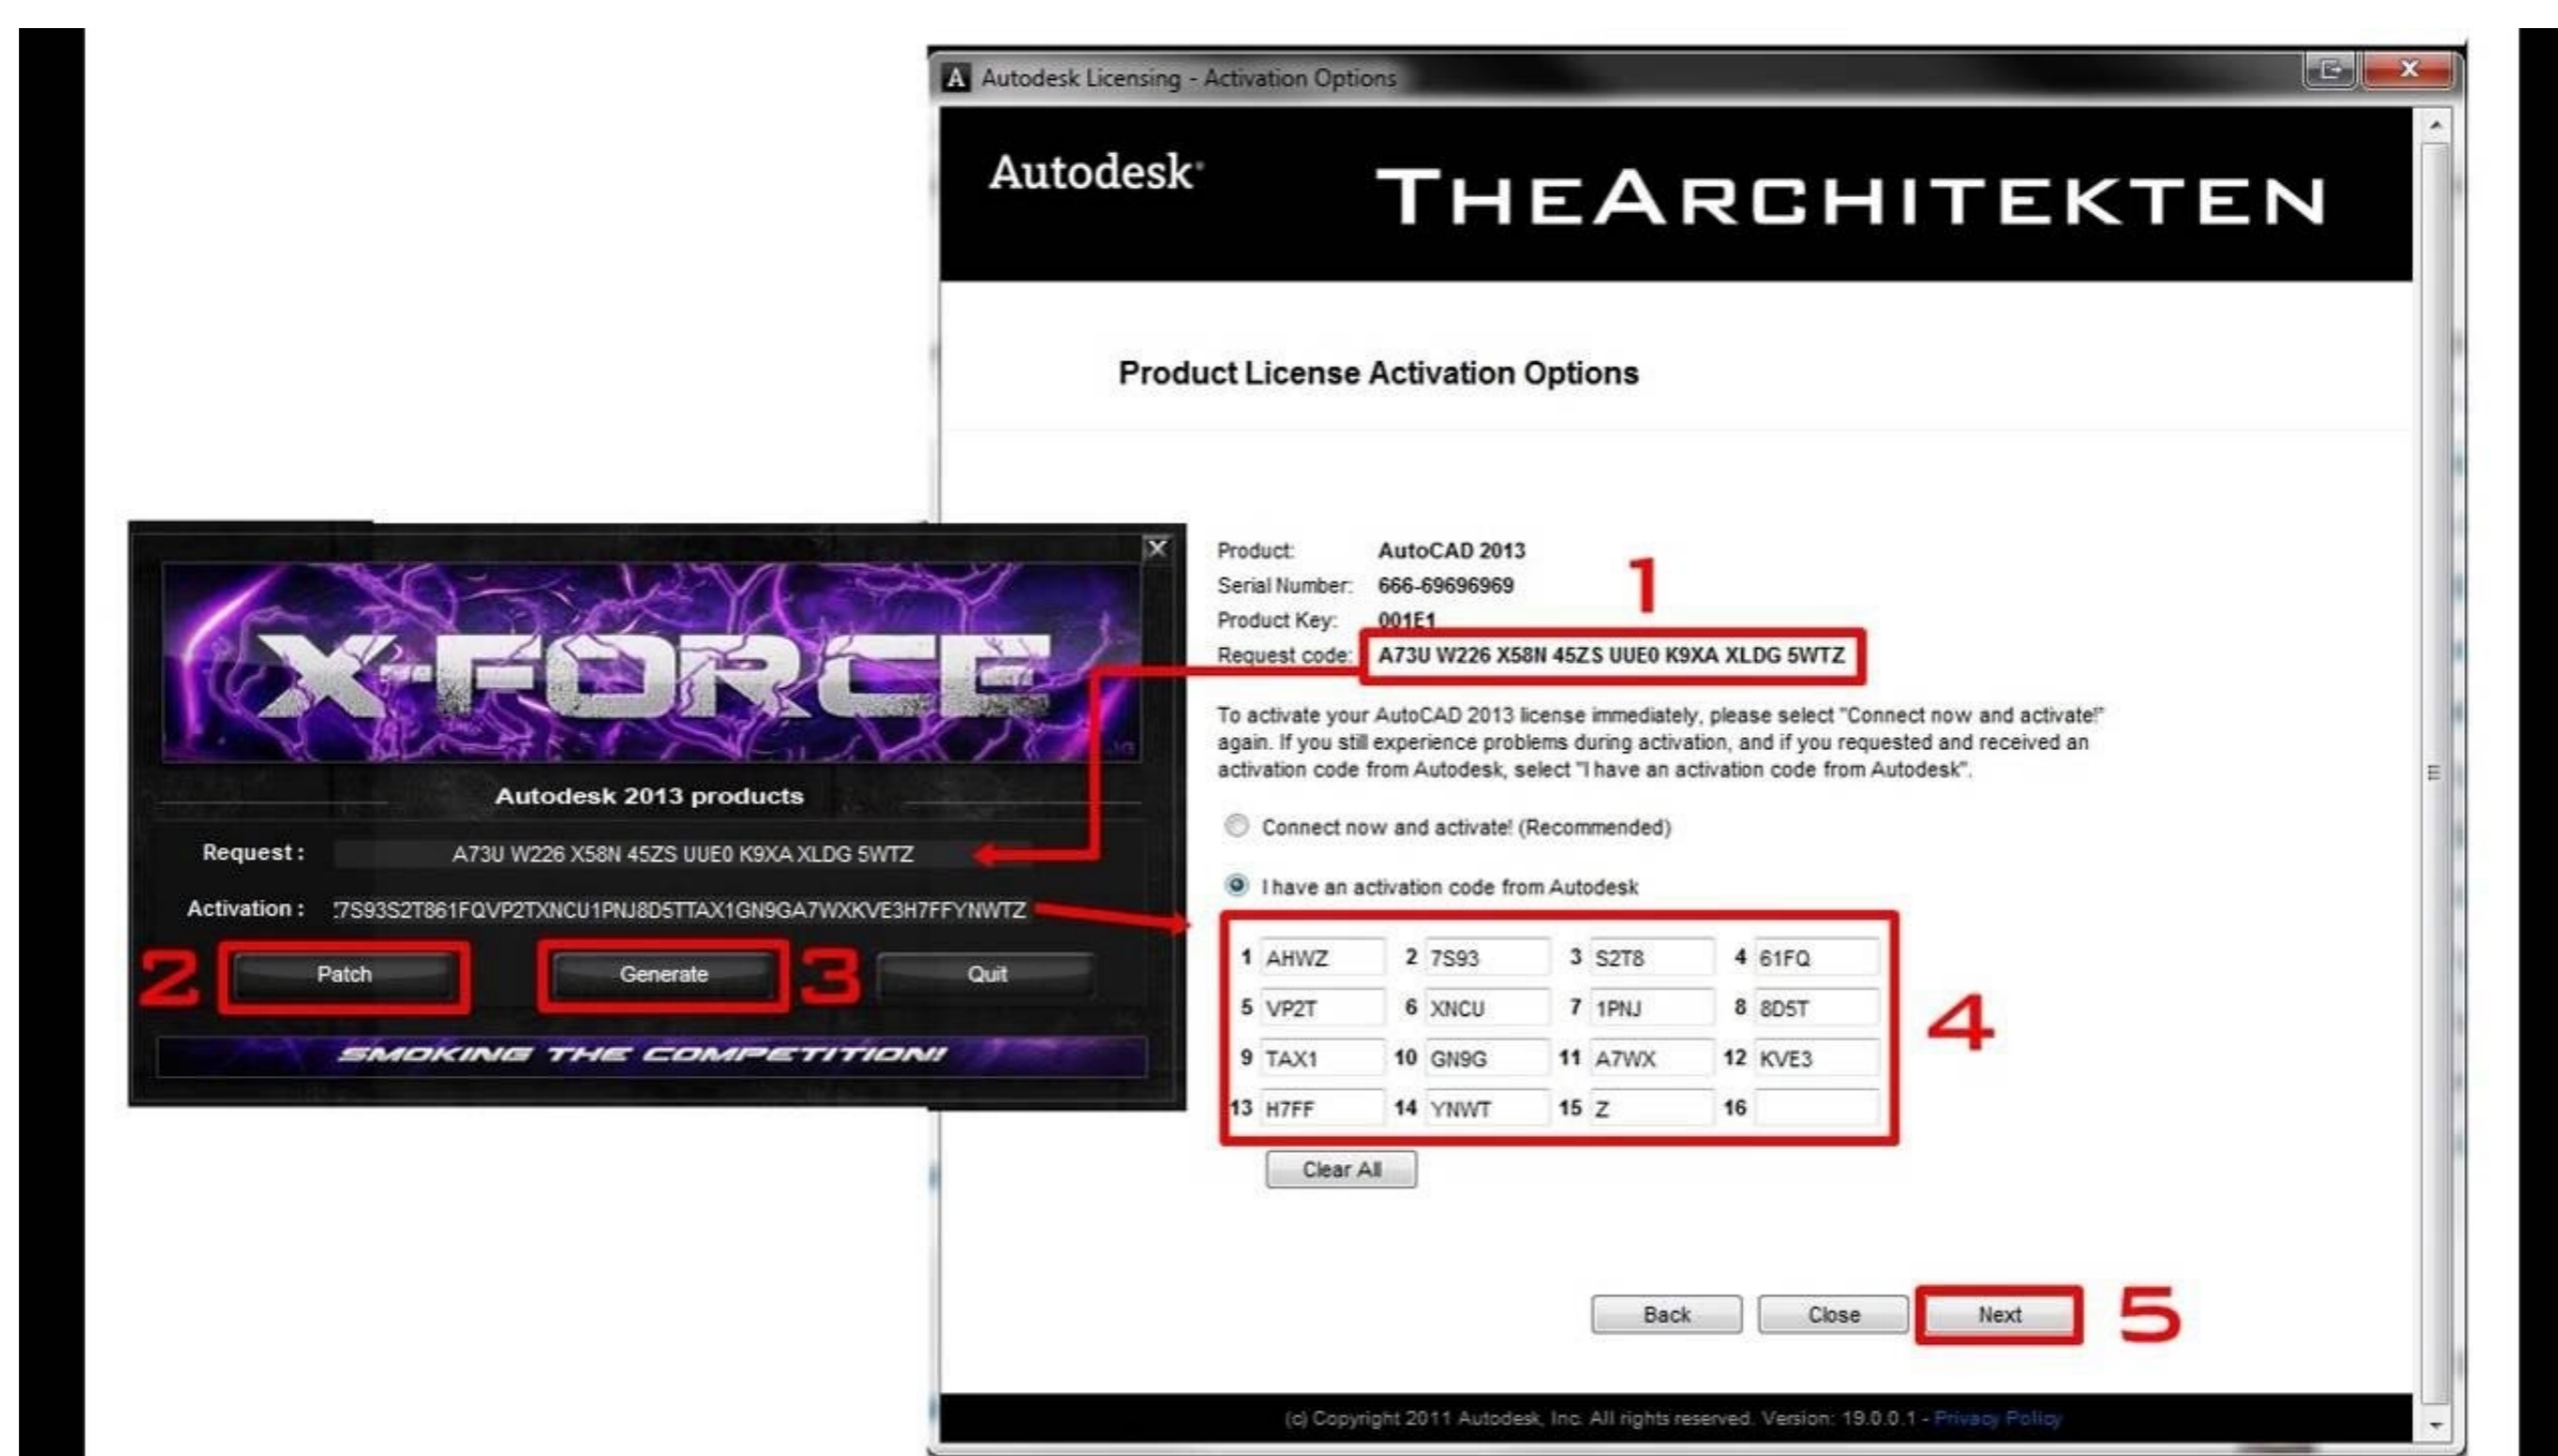 Autodesk Licensing - Activation Options
Autodesk
THEARCHITEKTEN
Product License Activation Options
X-FORCE
JG
Autodesk 2013 products
Request :
A73U W226 X58N 45ZS UUE0 K9XA XLDG 5WTZ
Activation :
7S93S2T861FQVP2TXNCU1PNJ8D5TTAX1GN9GA7WXKVE3H7FFYNWTZ
2 Patch
Generate 3
Quit
SMOKING THE COMPETITION!
Product: AutoCAD 2013
1
Serial Number: 666-69696969
Product Key: 001E1
Request code: A73U W226 X58N 45ZS UUE0 K9XA XLDG 5WTZ
To activate your AutoCAD 2013 license immediately, please select "Connect now and activate!"
again. If you still experience problems during activation, and if you requested and received an
activation code from Autodesk, select "I have an activation code from Autodesk".
Connect now and activate! (Recommended)
I have an activation code from Autodesk
1 AHWZ 2 7S93 3 S2T8 4 61FQ
5 VP2T 6 XNCU 7 1PNJ 8 8D5T
4
9 TAX1 10 GN9G 11 A7WX 12 KVE3
13 H7FF 14 YNWT 15 Z 16
Clear All
Back Close Next 5
(c) Copyright 2011 Autodesk, Inc. All rights reserved. Version: 19.0.0.1 - Privacy Policy